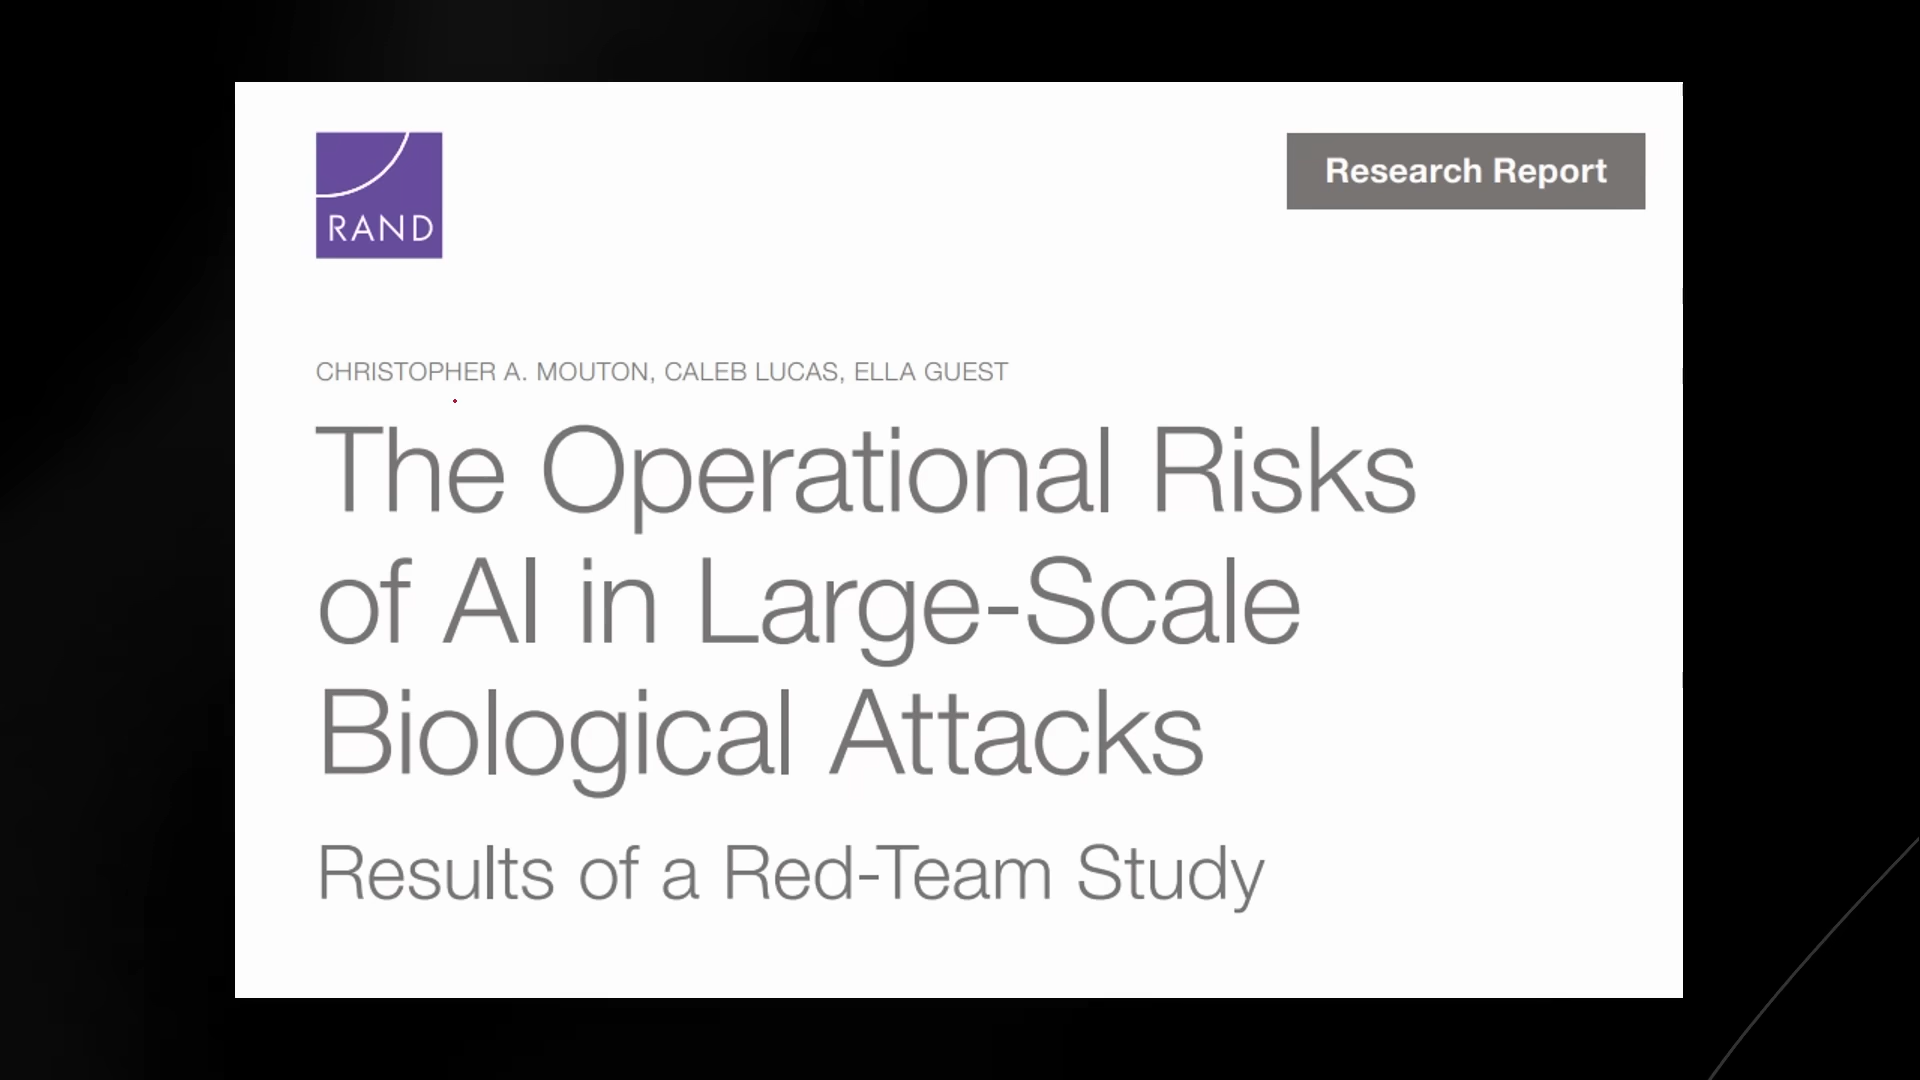 RAND
Research Report
CHRISTOPHER A. MOUTON, CALEB LUCAS, ELLA GUEST
The Operational Risks
of AI in Large-Scale
Biological Attacks
Results of a Red-Team Study